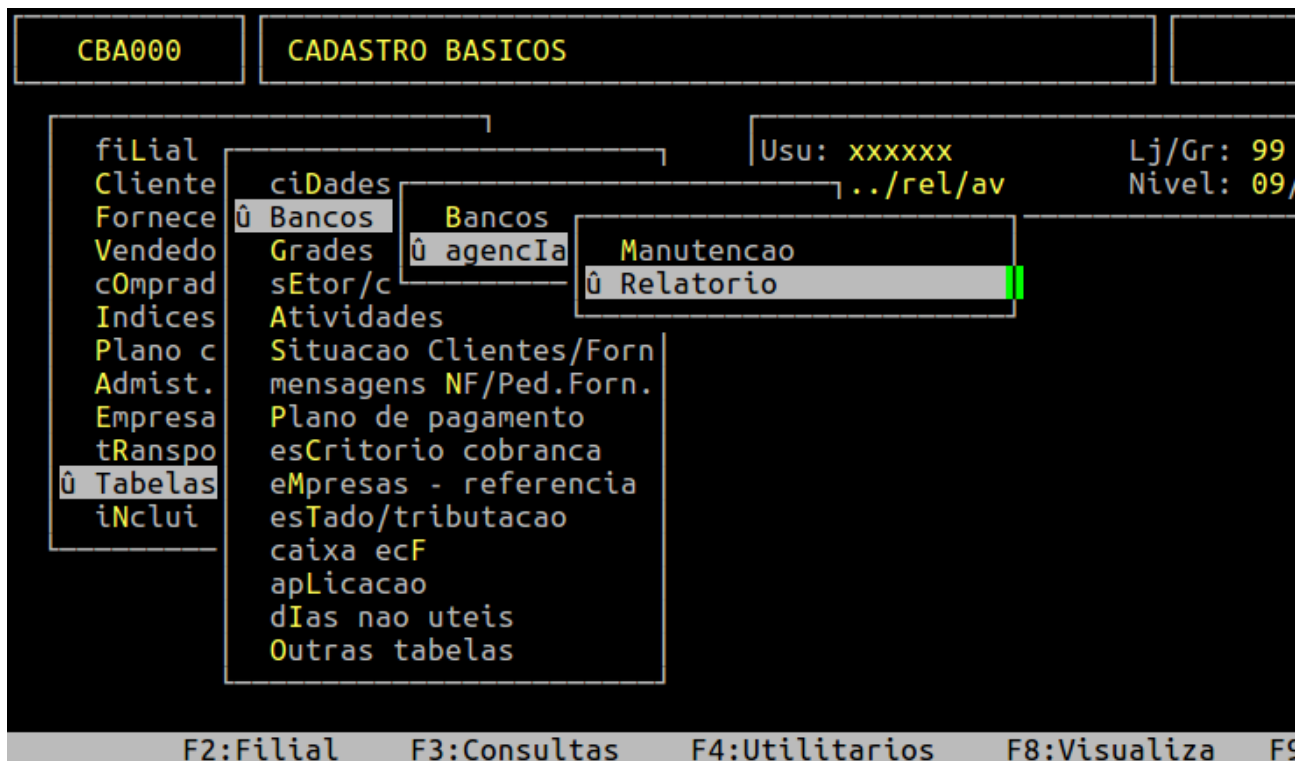 CBA000 CADASTRO BASICOS
fiLial Usu: xxxxxx Lj/Gr: 99
Cliente ciDades ../rel/av Nivel: 09/
Fornece û Bancos Bancos
Vendedo Grades û agencIa Manutencao
cOmprad sEtor/c û Relatorio
Indices Atividades
Plano c Situacao Clientes/Forn
Admist. mensagens NF/Ped.Forn.
Empresa Plano de pagamento
tRanspo esCritorio cobranca
û Tabelas eMpresas - referencia
iNclui esTado/tributacao
caixa ecF
apLicacao
dIas nao uteis
Outras tabelas
F2:Filial F3:Consultas F4:Utilitarios F8:Visualiza F9